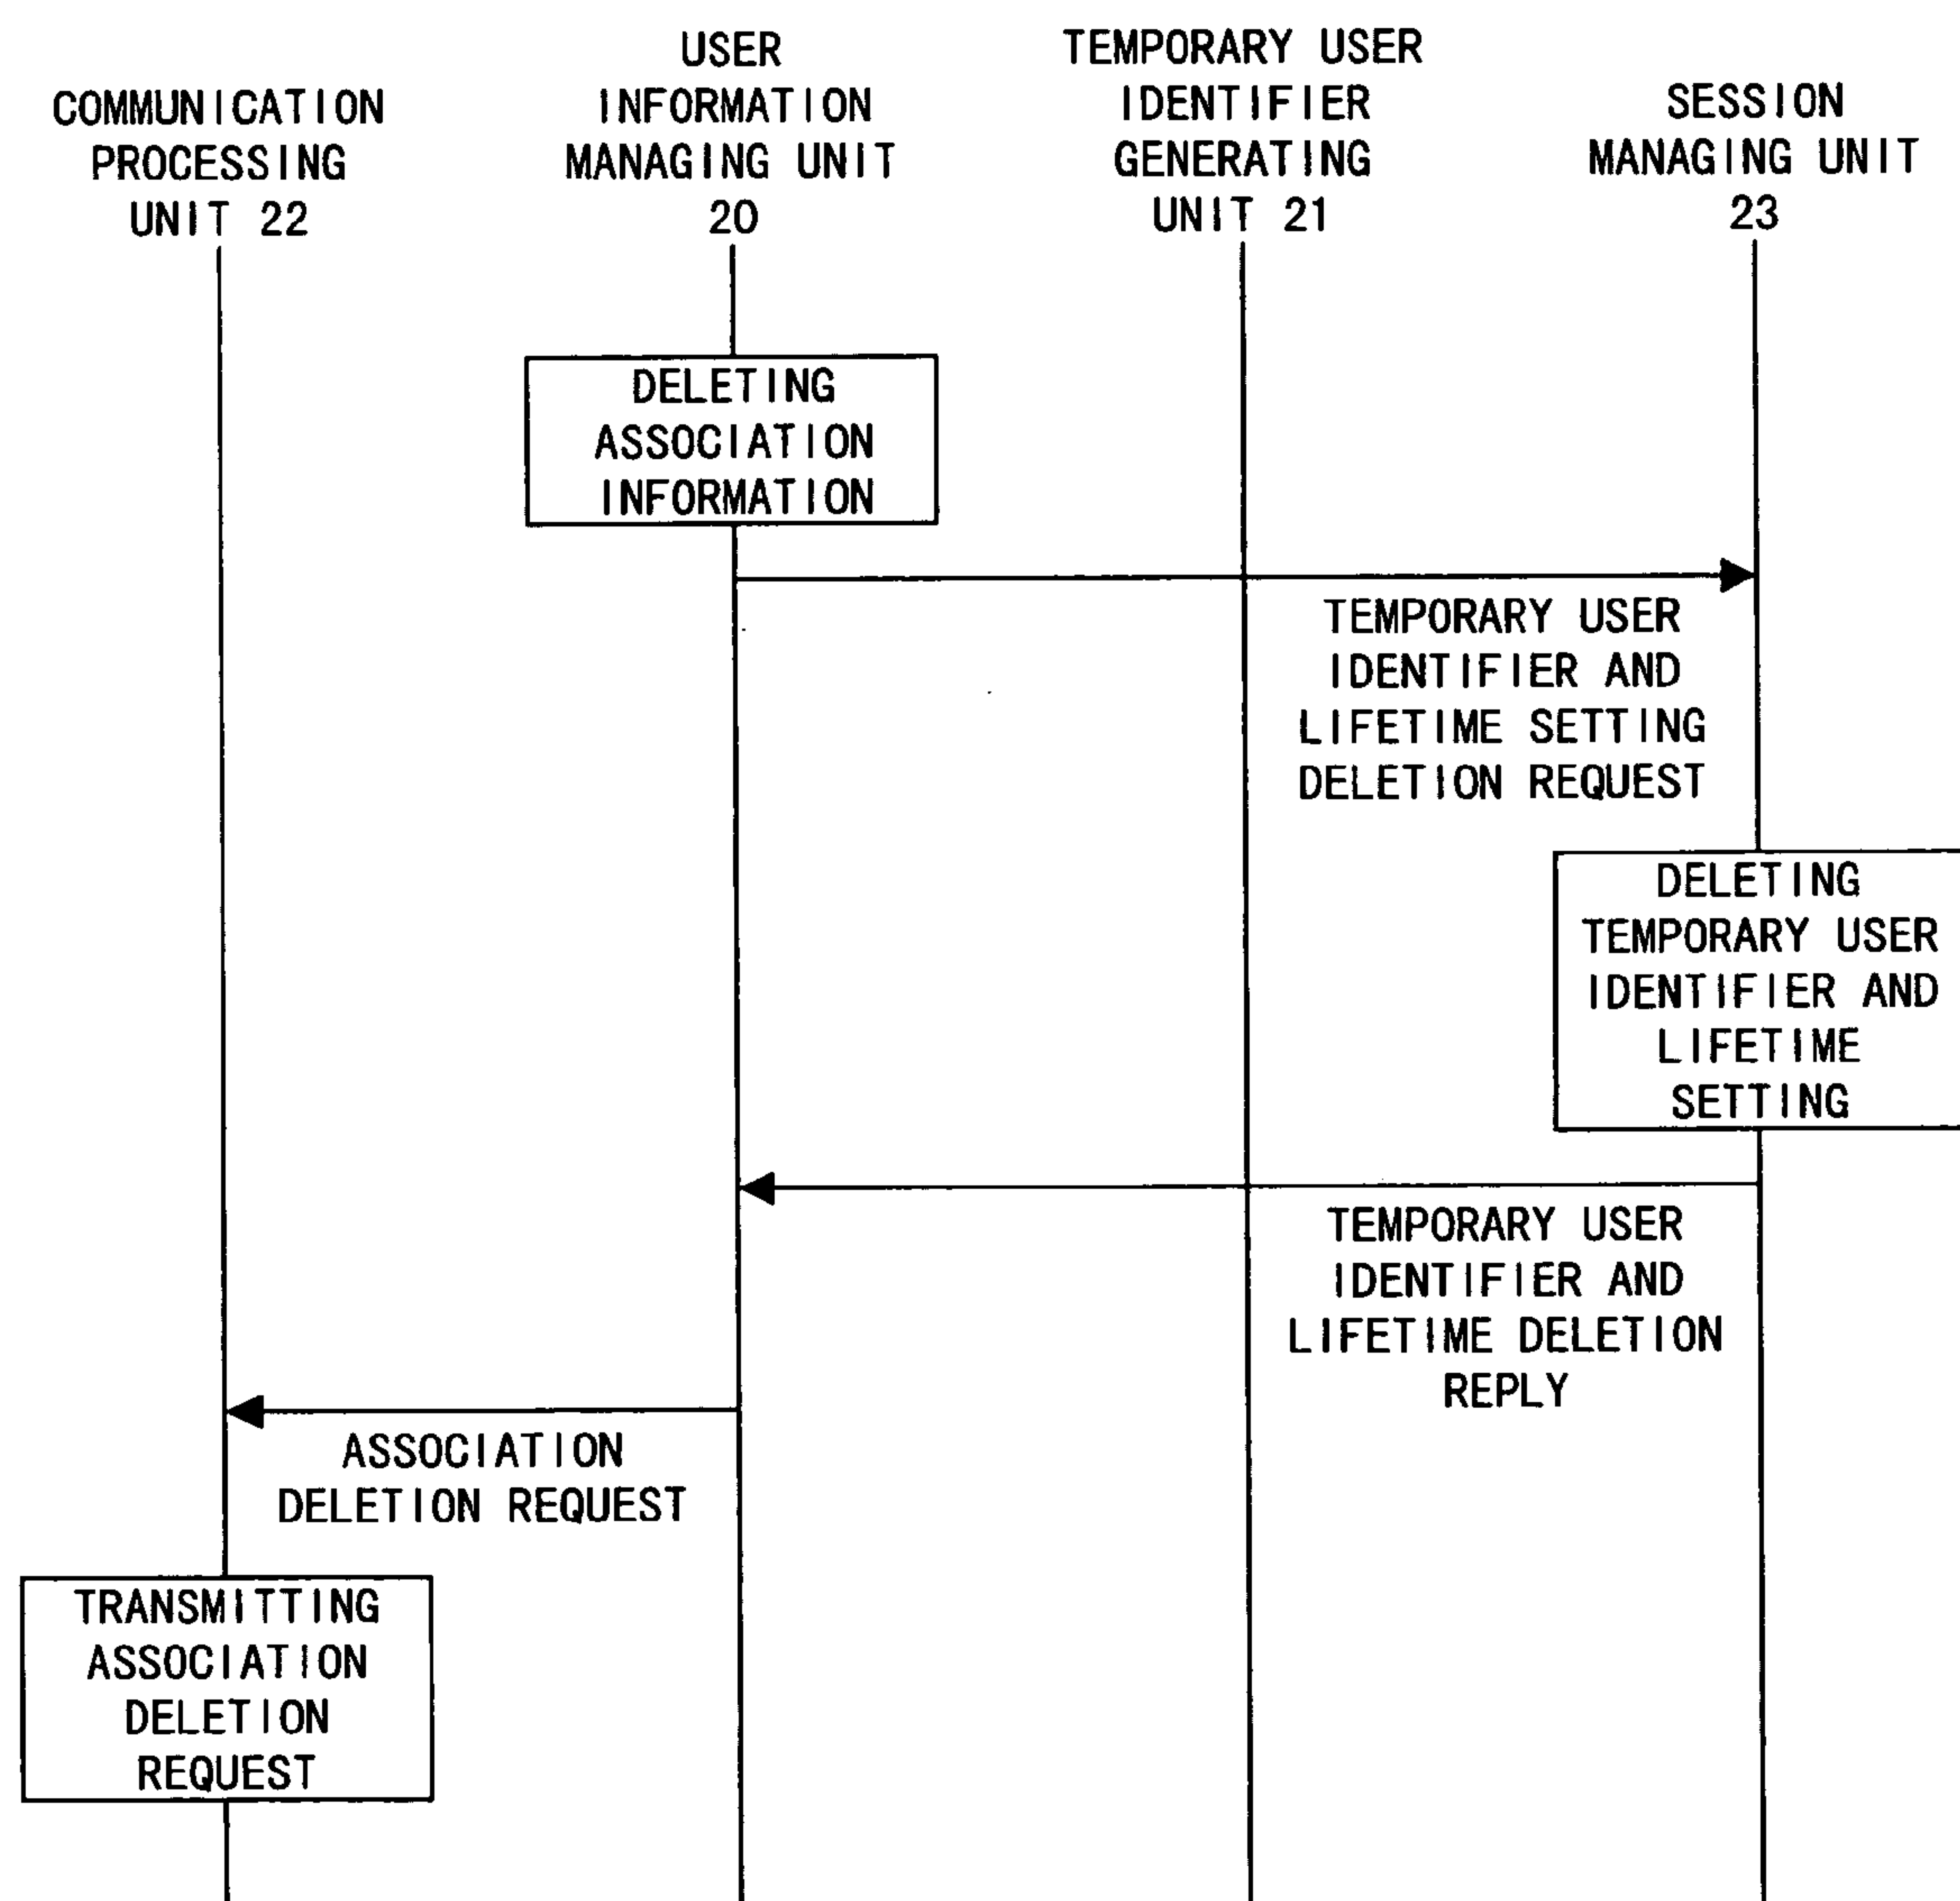 COMMUNICATION
PROCESSING
UNIT 22
USER
INFORMATION
MANAGING UNIT
20
TEMPORARY USER
IDENTIFIER
GENERATING
UNIT 21
SESSION
MANAGING UNIT
23
DELETING
ASSOCIATION
INFORMATION
TEMPORARY USER
IDENTIFIER AND
LIFETIME SETTING
DELETION REQUEST
DELETING
TEMPORARY USER
IDENTIFIER AND
LIFETIME
SETTING
TEMPORARY USER
IDENTIFIER AND
LIFETIME DELETION
REPLY
ASSOCIATION
DELETION REQUEST
TRANSMITTING
ASSOCIATION
DELETION
REQUEST